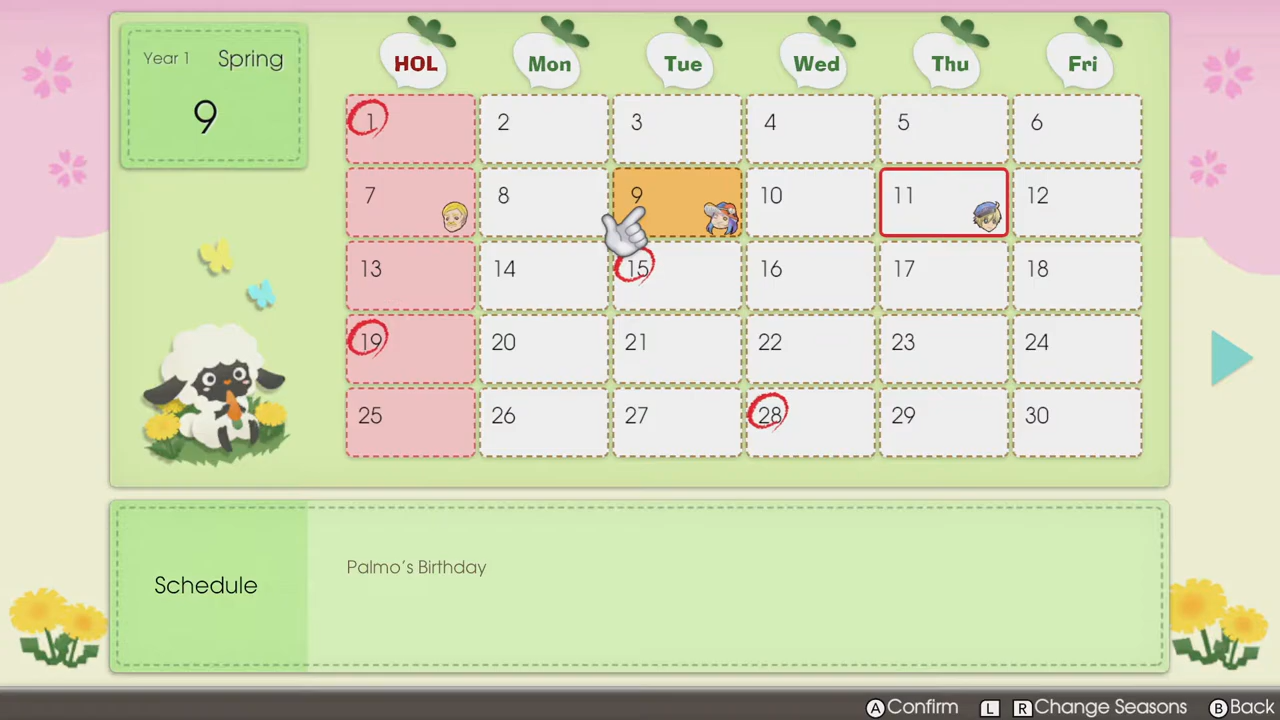 Year 1 Spring
9
HOL Mon Tue Wed Thu Fri
1 2 3 4 5 6
7 8 9 10 11 12
13 14 15 16 17 18
19 20 21 22 23 24
25 26 27 28 29 30
Schedule
Palmo's Birthday
A Confirm L R Change Seasons B Back